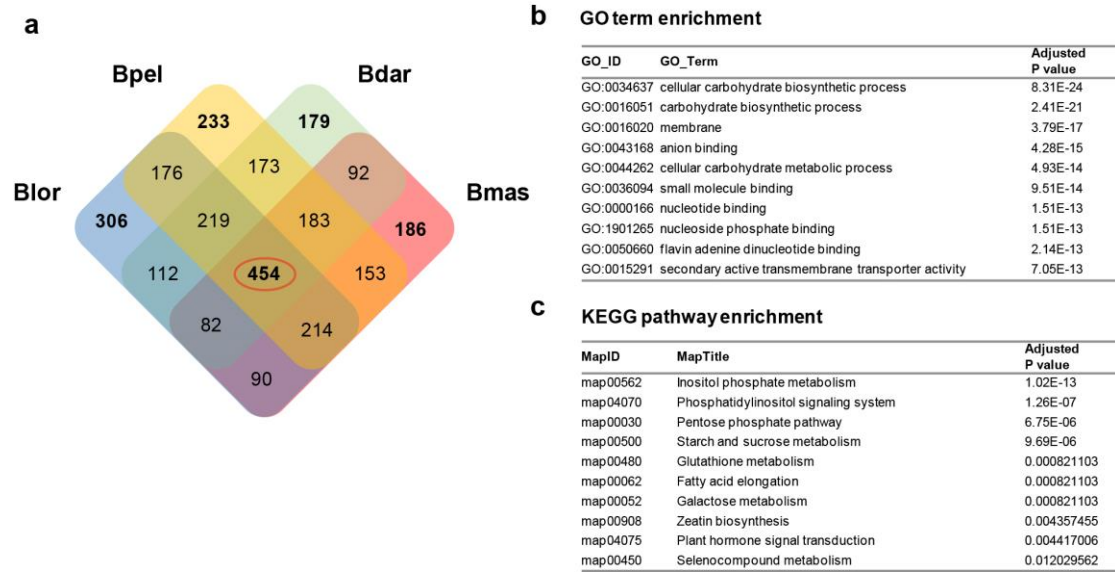 a
Bpel Bdar
Blor Bmas
233 179
176 173 92
306 219 183 186
112 454 153
82 214
90
b GO term enrichment
GO_ID GO_Term Adjusted P value
GO:0034637 cellular carbohydrate biosynthetic process 8.31E-24
GO:0016051 carbohydrate biosynthetic process 2.41E-21
GO:0016020 membrane 3.79E-17
GO:0043168 anion binding 4.28E-15
GO:0044262 cellular carbohydrate metabolic process 4.93E-14
GO:0036094 small molecule binding 9.51E-14
GO:0000166 nucleotide binding 1.51E-13
GO:1901265 nucleoside phosphate binding 1.51E-13
GO:0050660 flavin adenine dinucleotide binding 2.14E-13
GO:0015291 secondary active transmembrane transporter activity 7.05E-13
c KEGG pathway enrichment
MapID MapTitle Adjusted P value
map00562 Inositol phosphate metabolism 1.02E-13
map04070 Phosphatidylinositol signaling system 1.26E-07
map00030 Pentose phosphate pathway 6.75E-06
map00500 Starch and sucrose metabolism 9.69E-06
map00480 Glutathione metabolism 0.000821103
map00062 Fatty acid elongation 0.000821103
map00052 Galactose metabolism 0.000821103
map00908 Zeatin biosynthesis 0.004357455
map04075 Plant hormone signal transduction 0.004417006
map00450 Selenocompound metabolism 0.012029562